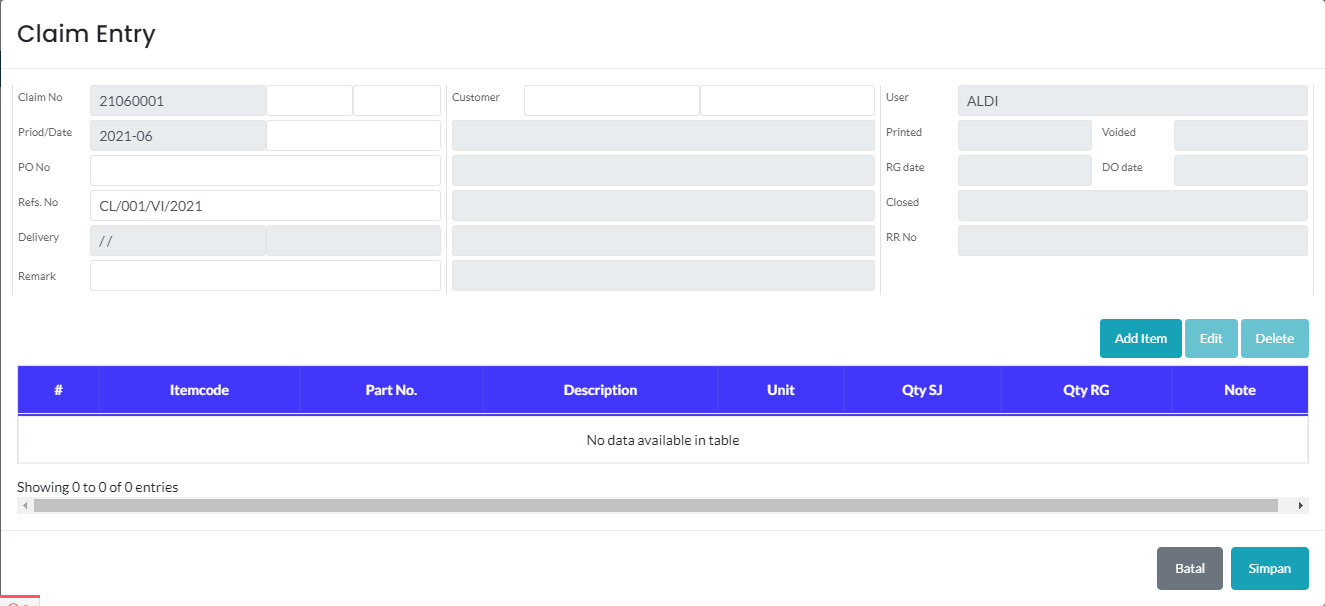 Claim Entry
Claim No 21060001 Customer User ALDI
Priod/Date 2021-06 Printed Voided
PO No RG date DO date
Refs. No CL/001/VI/2021 Closed
Delivery / / RR No
Remark
Add Item Edit Delete
# Itemcode Part No. Description Unit Qty SJ Qty RG Note
No data available in table
Showing 0 to 0 of 0 entries
Batal Simpan